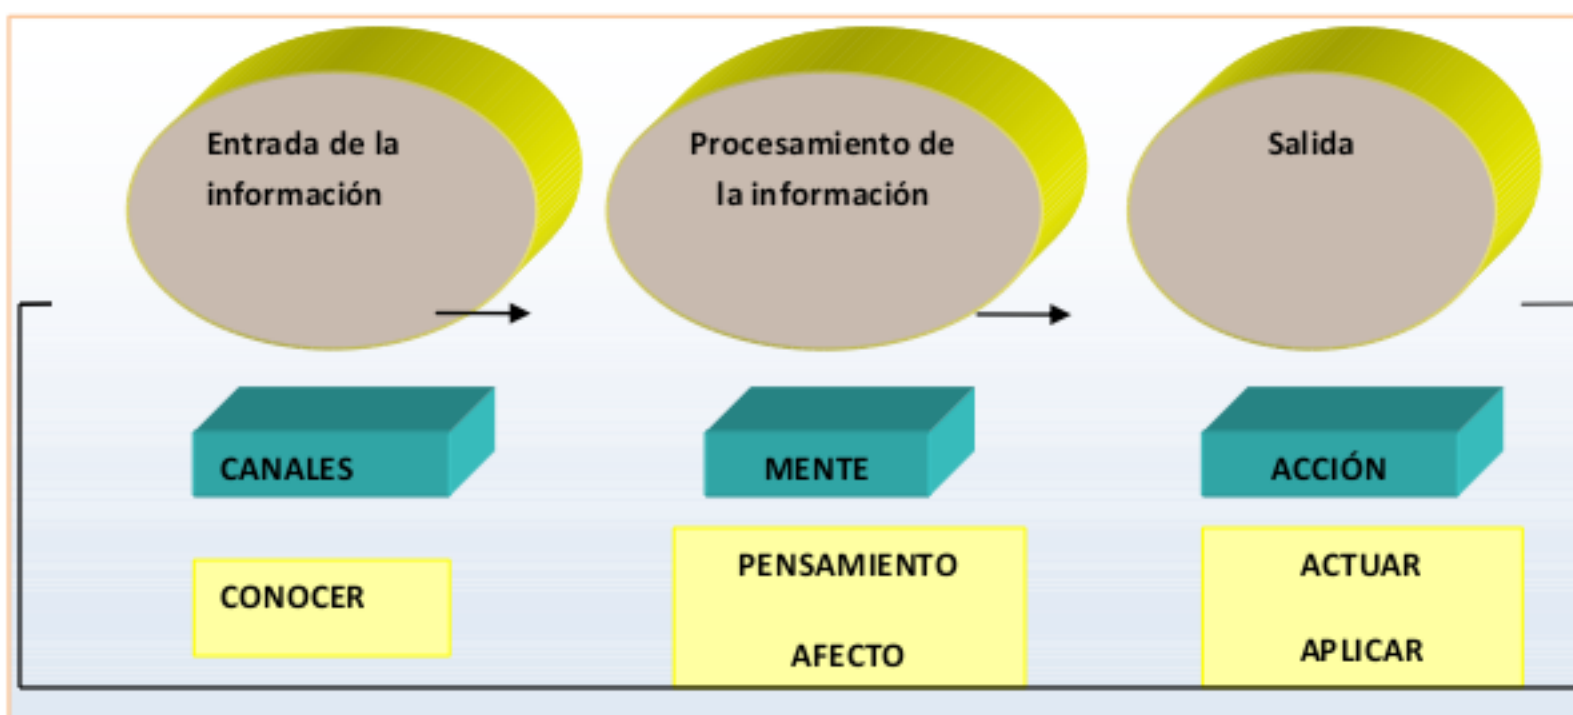 Entrada de la
información
Procesamiento de
la información
Salida
CANALES
MENTE
ACCIÓN
CONOCER
PENSAMIENTO
AFECTO
ACTUAR
APLICAR